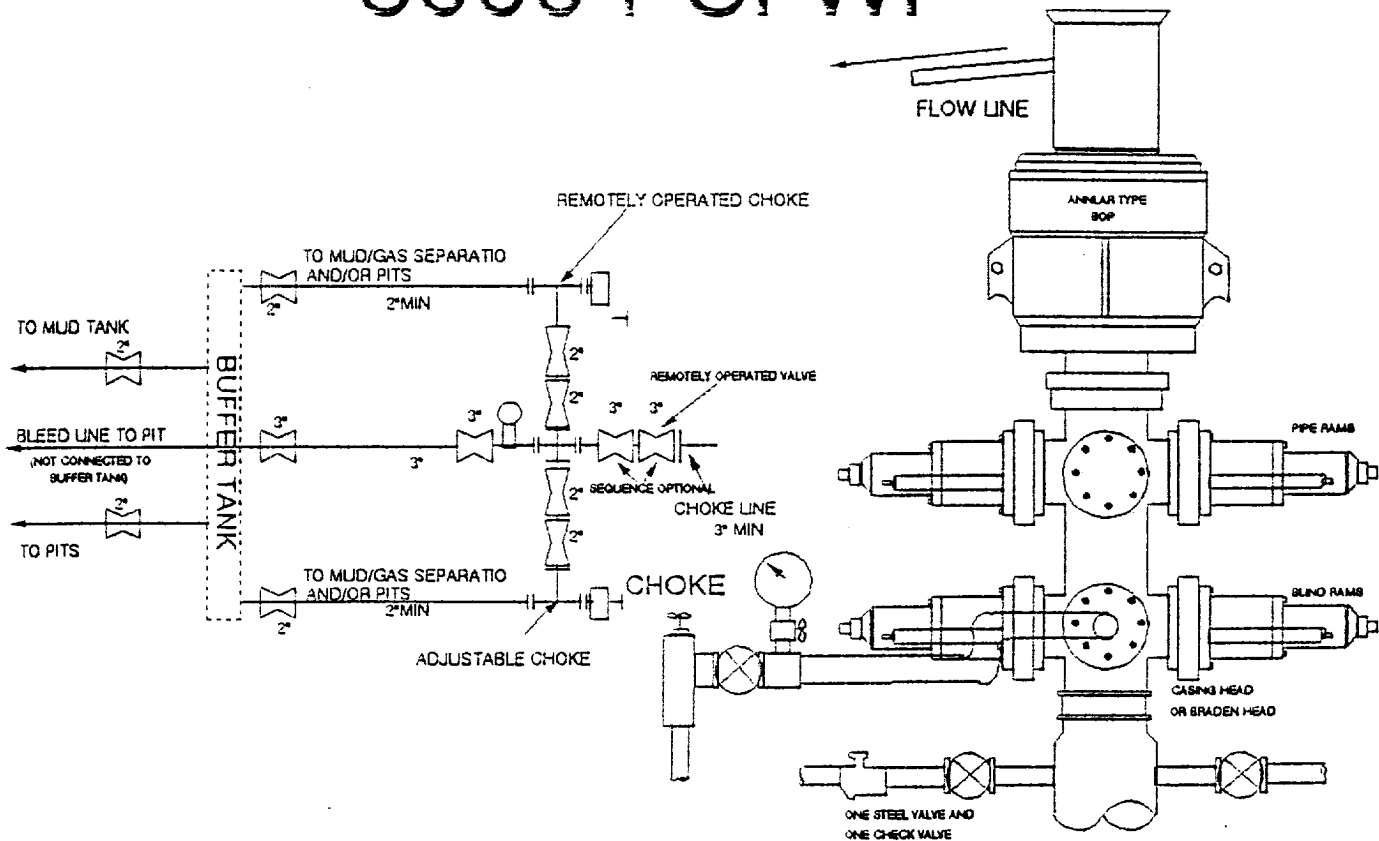 FLOW LINE
ANNLAR TYPE
BOP
REMOTELY OPERATED CHOKE
TO MUD/GAS SEPARATIO
AND/OR PITS
2" MIN
2"
TO MUD TANK
2"
2"
2"
REMOTELY OPERATED VALVE
3"
3"
3"
3"
BUFFER TANK
BLEED LINE TO PIT
(NOT CONNECTED TO
BUFFER TANK)
3"
PIPE RAMS
SEQUENCE OPTIONAL
CHOKE LINE
3" MIN
2"
2"
2"
TO PITS
TO MUD/GAS SEPARATIO
AND/OR PITS
2" MIN
2"
CHOKE
BLIND RAMS
ADJUSTABLE CHOKE
CASING HEAD
OR BRADEN HEAD
ONE STEEL VALVE AND
ONE CHECK VALVE